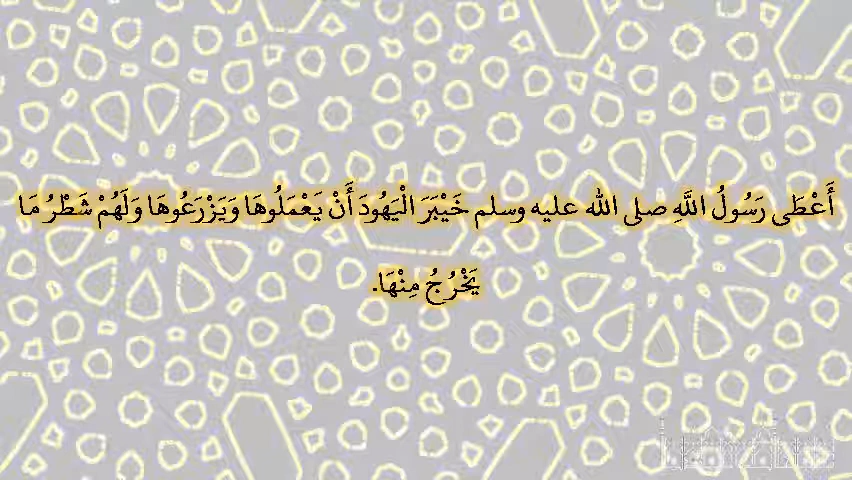 أَعْطَى رَسُولُ اللَّهِ صلى الله عليه وسلم خَيْبَرَ الْيَهُودَ أَنْ يَعْمَلُوهَا وَيَزْرَعُوهَا وَلَهُمْ شَطْرُ مَا
يَخْرُجُ مِنْهَا.